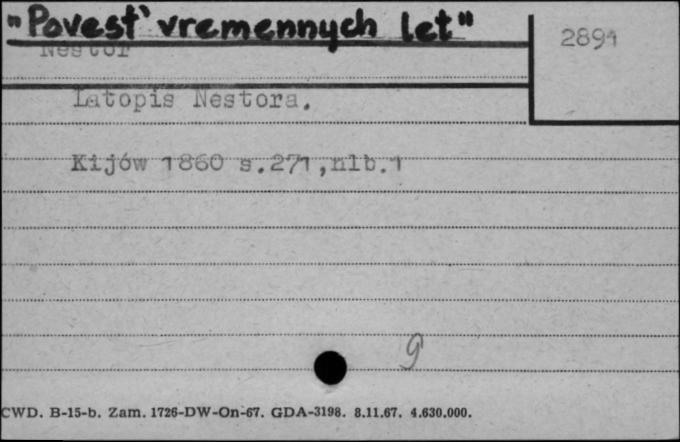 "Povest' vremennych let"
Nestor
2891
Latopis Nestora.
Kijów 1860 s.271,nlb.1
g
CWD. B-15-b. Zam. 1726-DW-On-67. GDA-3198. 8.11.67. 4.630.000.